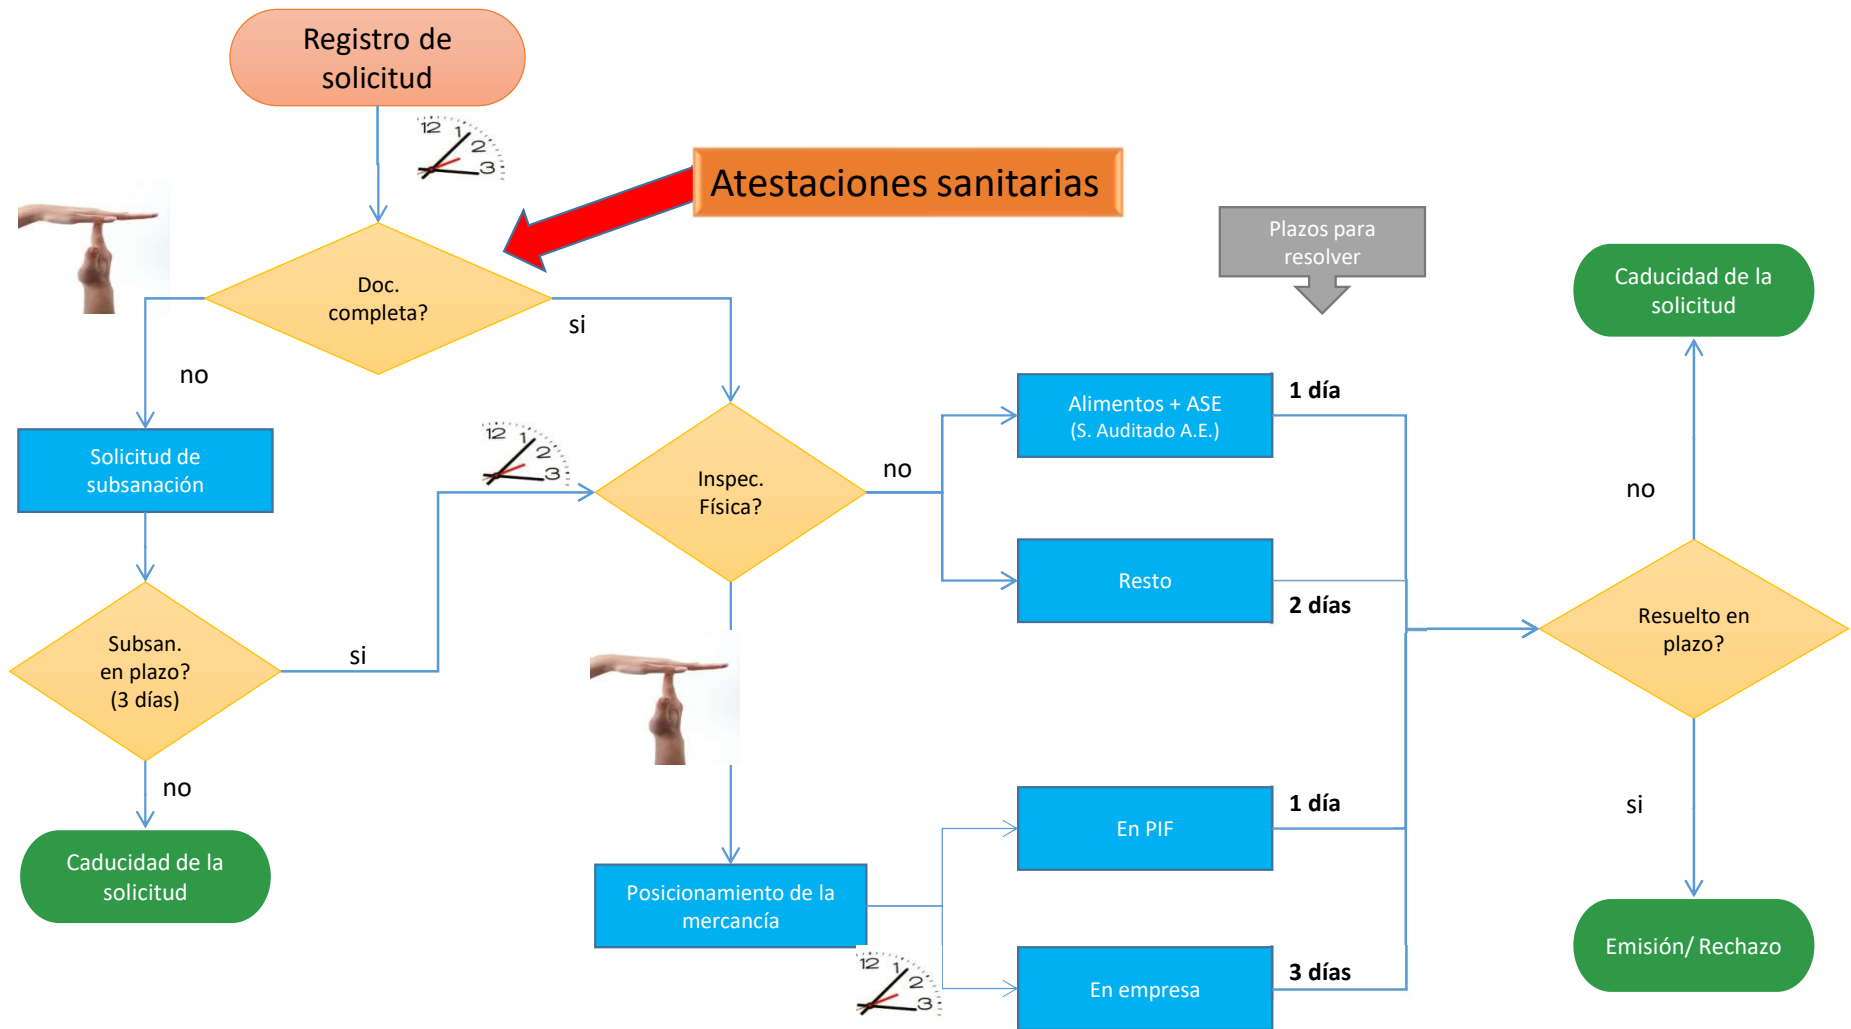 Registro de
solicitud
12 1 2 3
Atestaciones sanitarias
Plazos para
resolver
Doc.
completa?
si
no
Caducidad de la
solicitud
Solicitud de
subsanación
12 1 2 3
Inspec.
Física?
no
Alimentos + ASE
(S. Auditado A.E.)
1 día
Resto
2 días
no
Resuelto en
plazo?
si
Subsan.
en plazo?
(3 días)
si
no
Caducidad de la
solicitud
Posicionamiento de la
mercancía
12 1 2 3
En PIF
1 día
En empresa
3 días
Emisión/ Rechazo